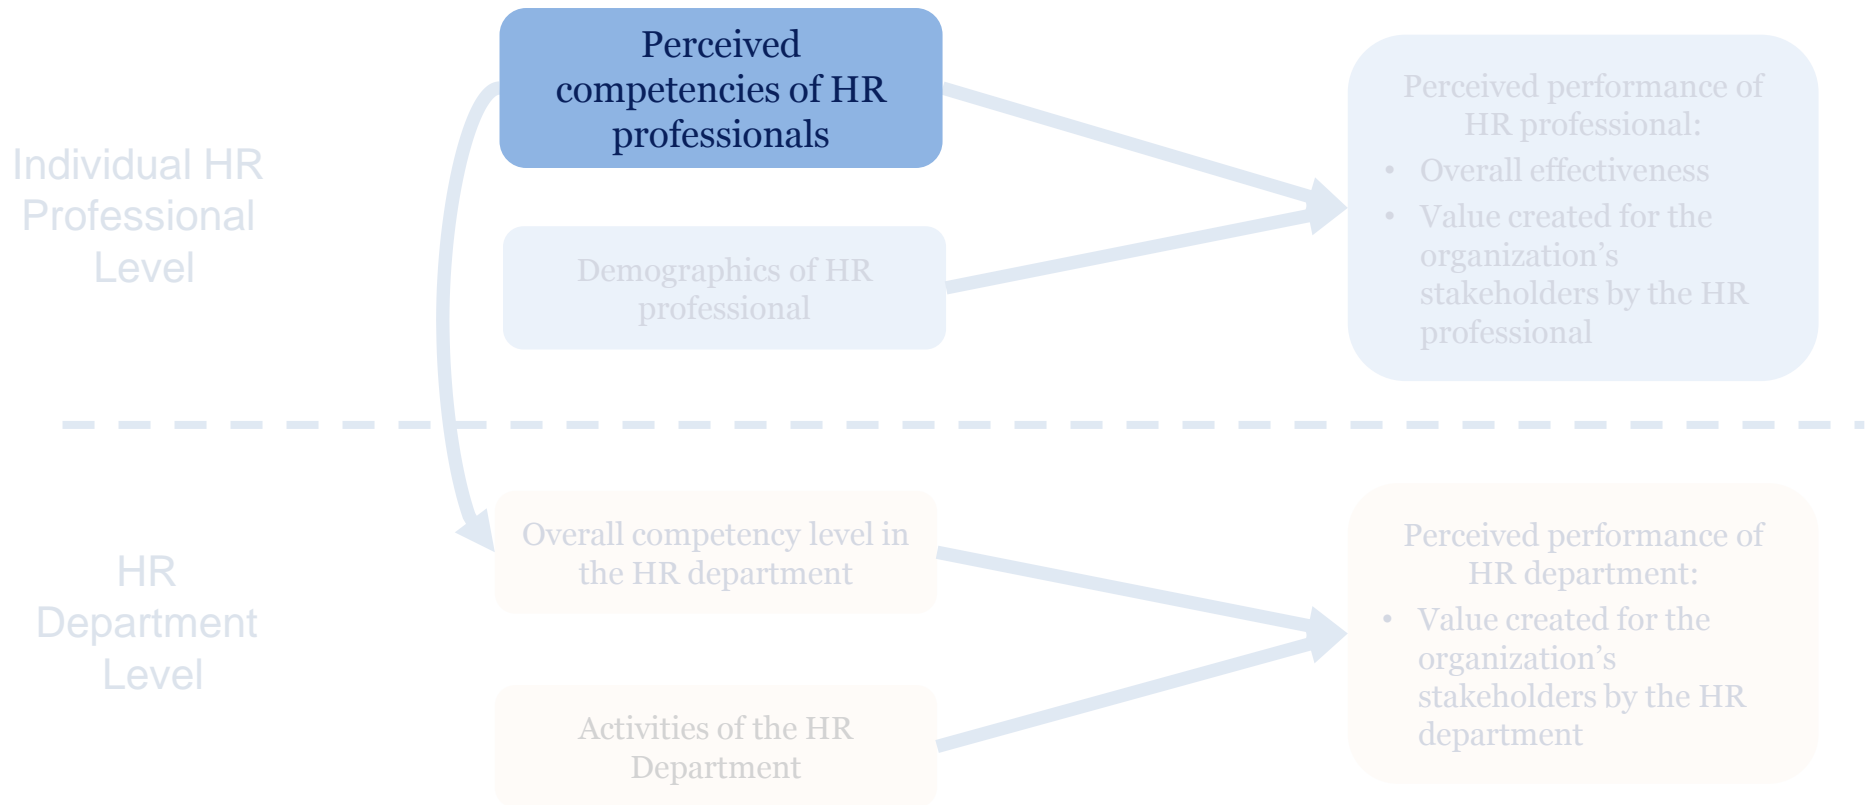 Perceived
competencies of HR
professionals
Individual HR
Professional
Level
Demographics of HR
professional
Perceived performance of
HR professional:
• Overall effectiveness
• Value created for the
organization’s
stakeholders by the HR
professional
HR
Department
Level
Overall competency level in
the HR department
Activities of the HR
Department
Perceived performance of
HR department:
• Value created for the
organization’s
stakeholders by the HR
department